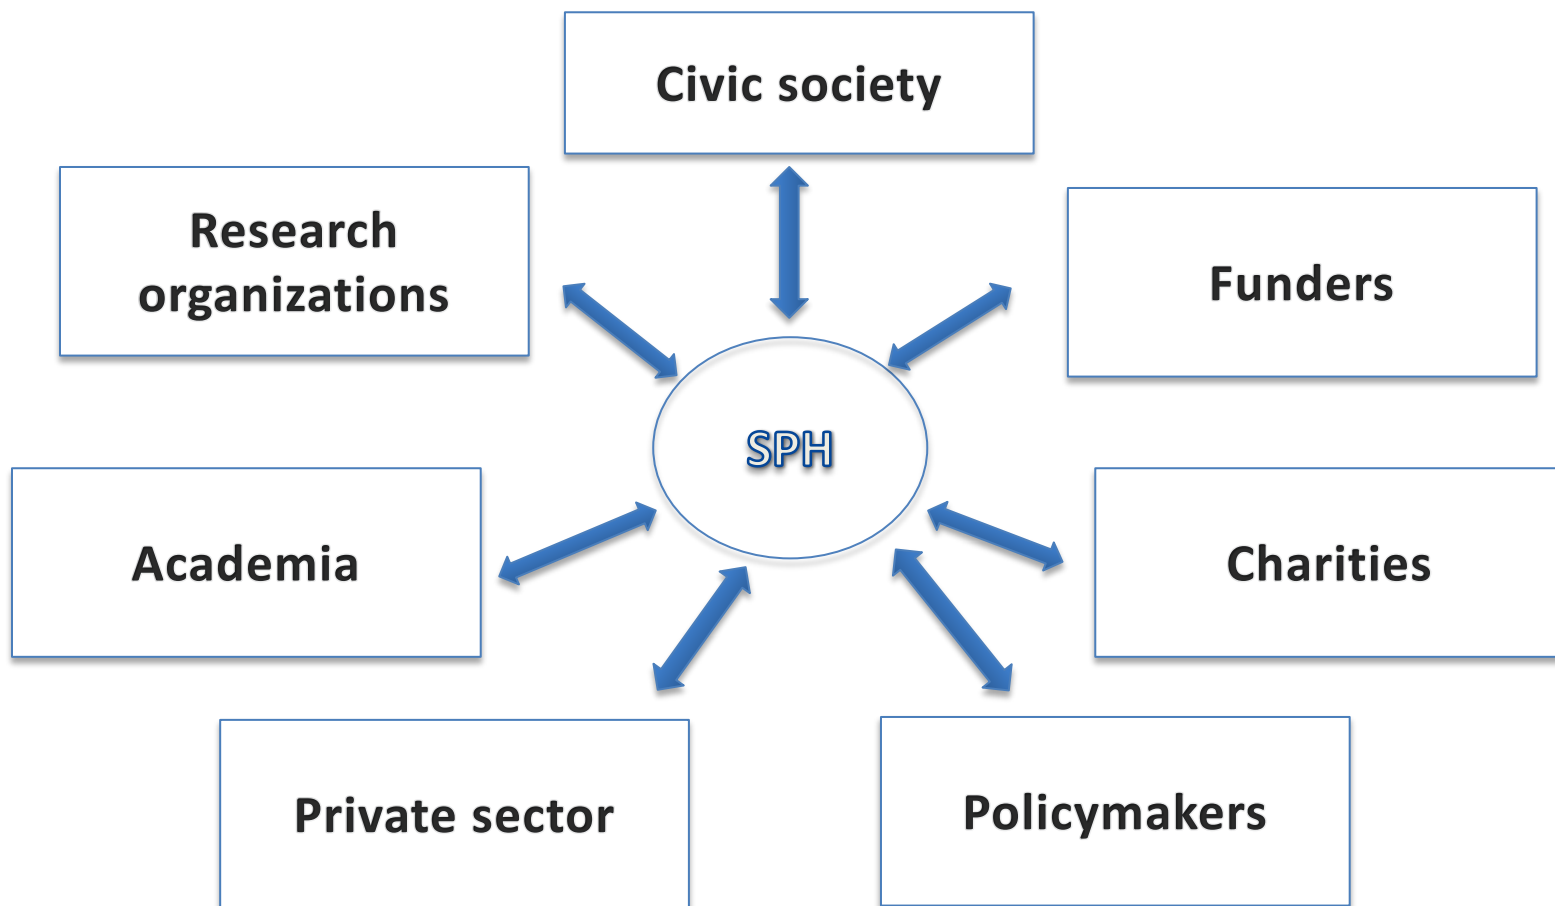 Civic society
Research
organizations
Funders
SPH
Academia
Charities
Private sector
Policymakers